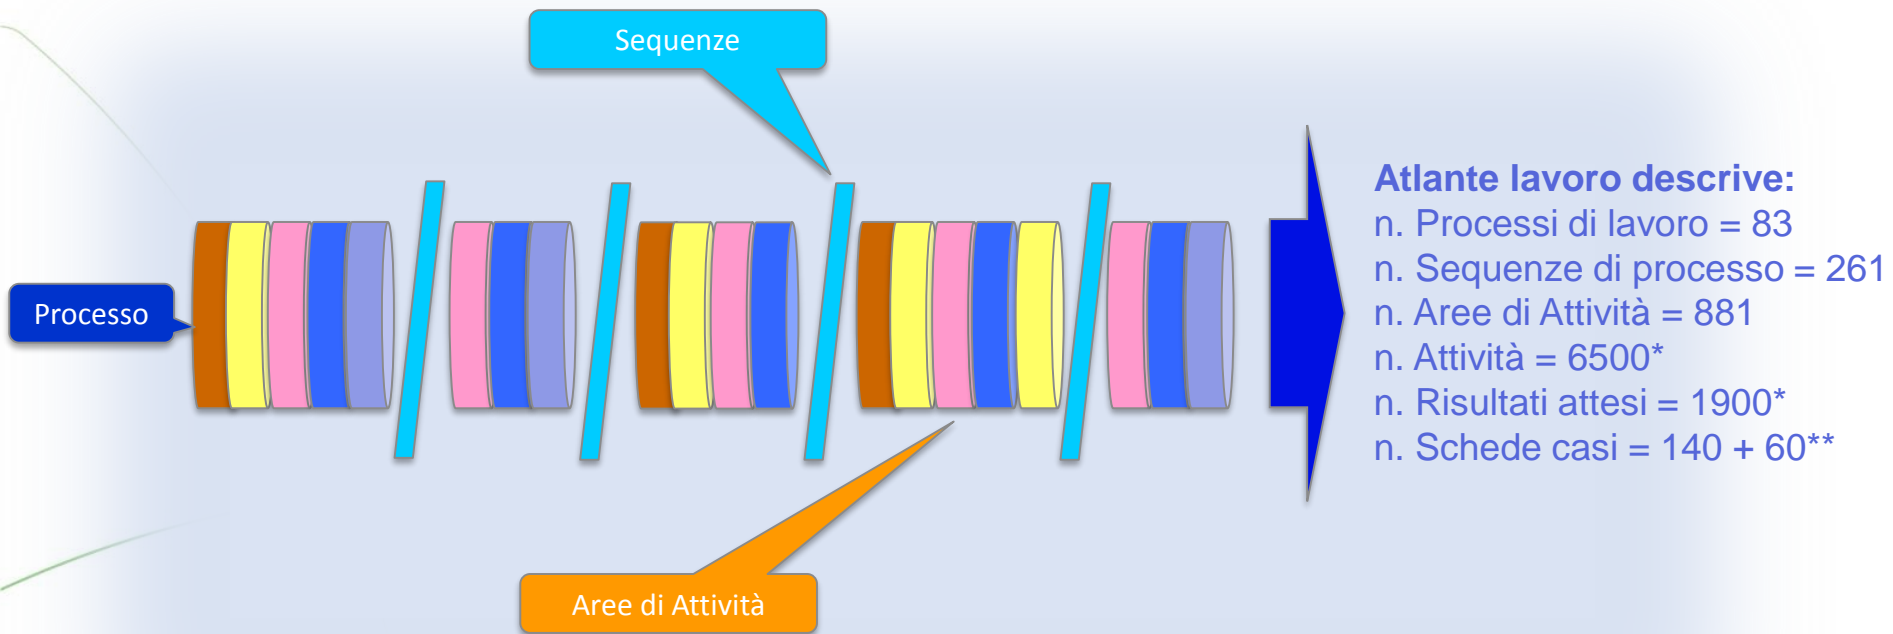 Sequenze
Processo
Aree di Attività
Atlante lavoro descrive:
n. Processi di lavoro = 83
n. Sequenze di processo = 261
n. Aree di Attività = 881
n. Attività = 6500*
n. Risultati attesi = 1900*
n. Schede casi = 140 + 60**